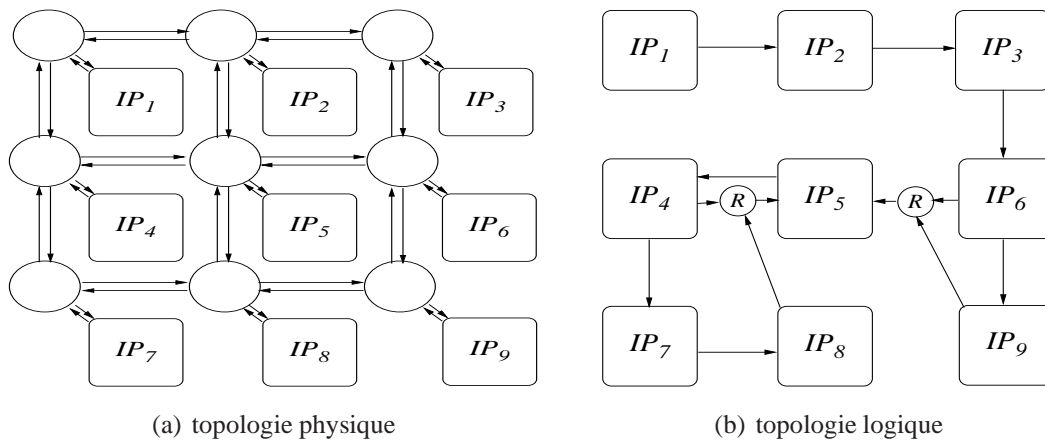 IP1 IP2 IP3
IP4 IP5 IP6
IP7 IP8 IP9
(a) topologie physique
IP1 IP2 IP3
IP4 R IP5 R IP6
IP7 IP8 IP9
(b) topologie logique